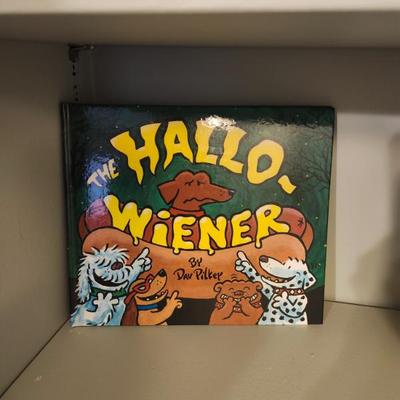 THE HALLO-
WiENER
BY
DaV PiLKEY